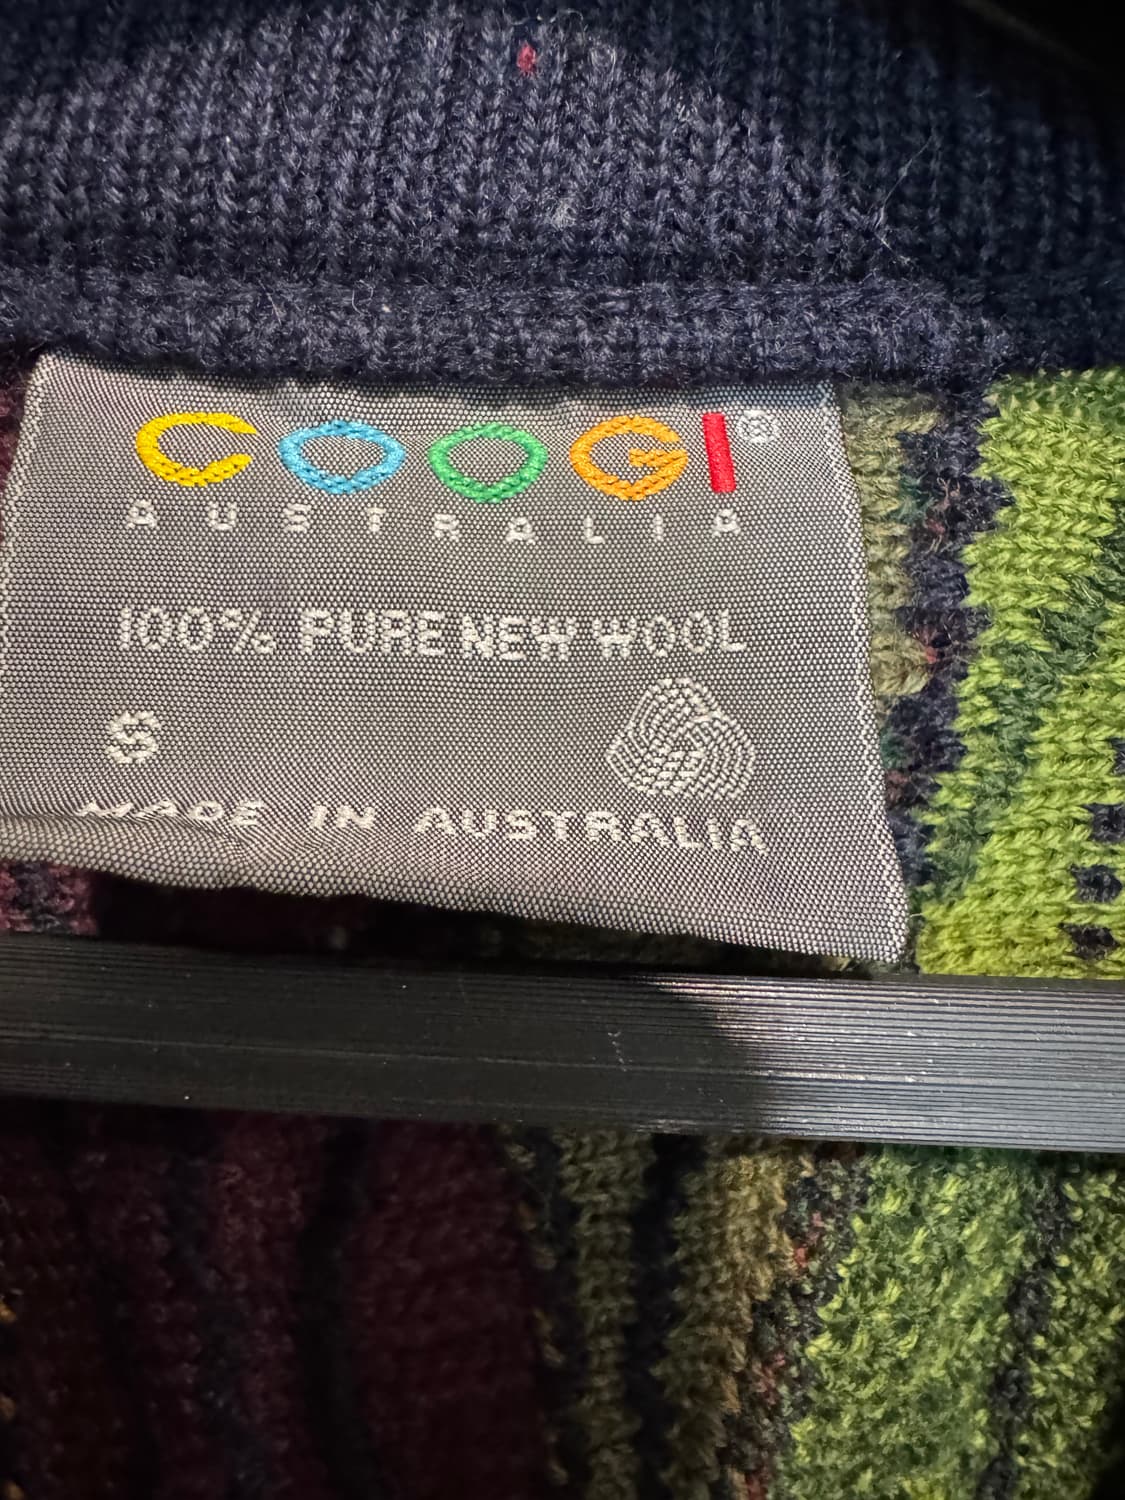 COOGI®
AUSTRALIA
100% PURE NEW WOOL
S
MADE IN AUSTRALIA